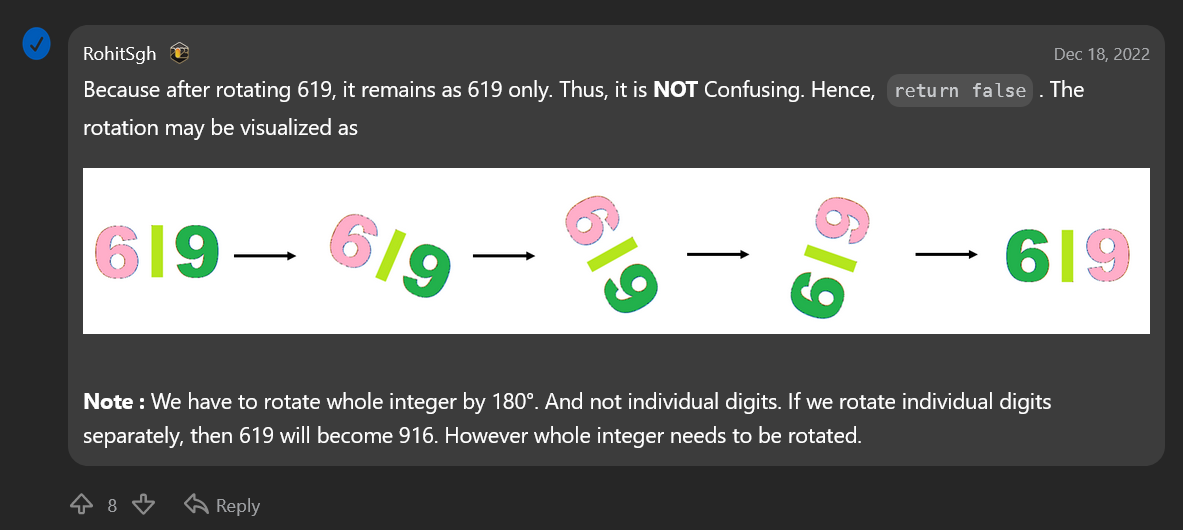 RohitSgh
Dec 18, 2022
Because after rotating 619, it remains as 619 only. Thus, it is NOT Confusing. Hence, return false . The
rotation may be visualized as
619 619 619 619 619
Note : We have to rotate whole integer by 180°. And not individual digits. If we rotate individual digits
separately, then 619 will become 916. However whole integer needs to be rotated.
8 Reply